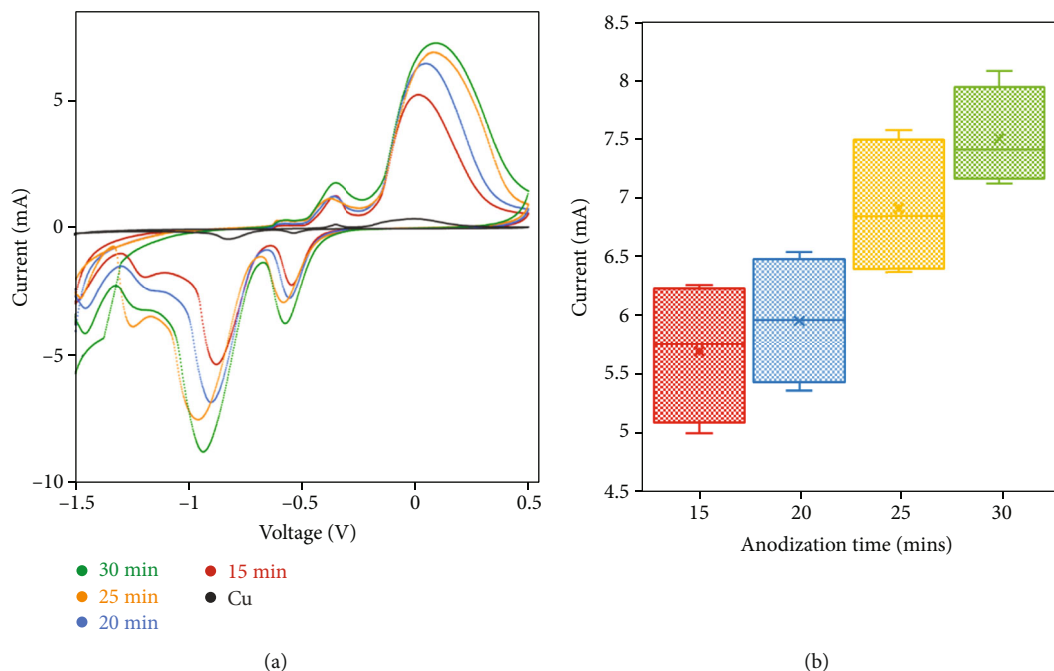 5
0
–5
–10
Current (mA)
–1.5
–1
–0.5
0
0.5
Voltage (V)
30 min
25 min
20 min
15 min
Cu
(a)
8.5
8
7.5
7
6.5
6
5.5
5
4.5
Current (mA)
15
20
25
30
Anodization time (mins)
(b)